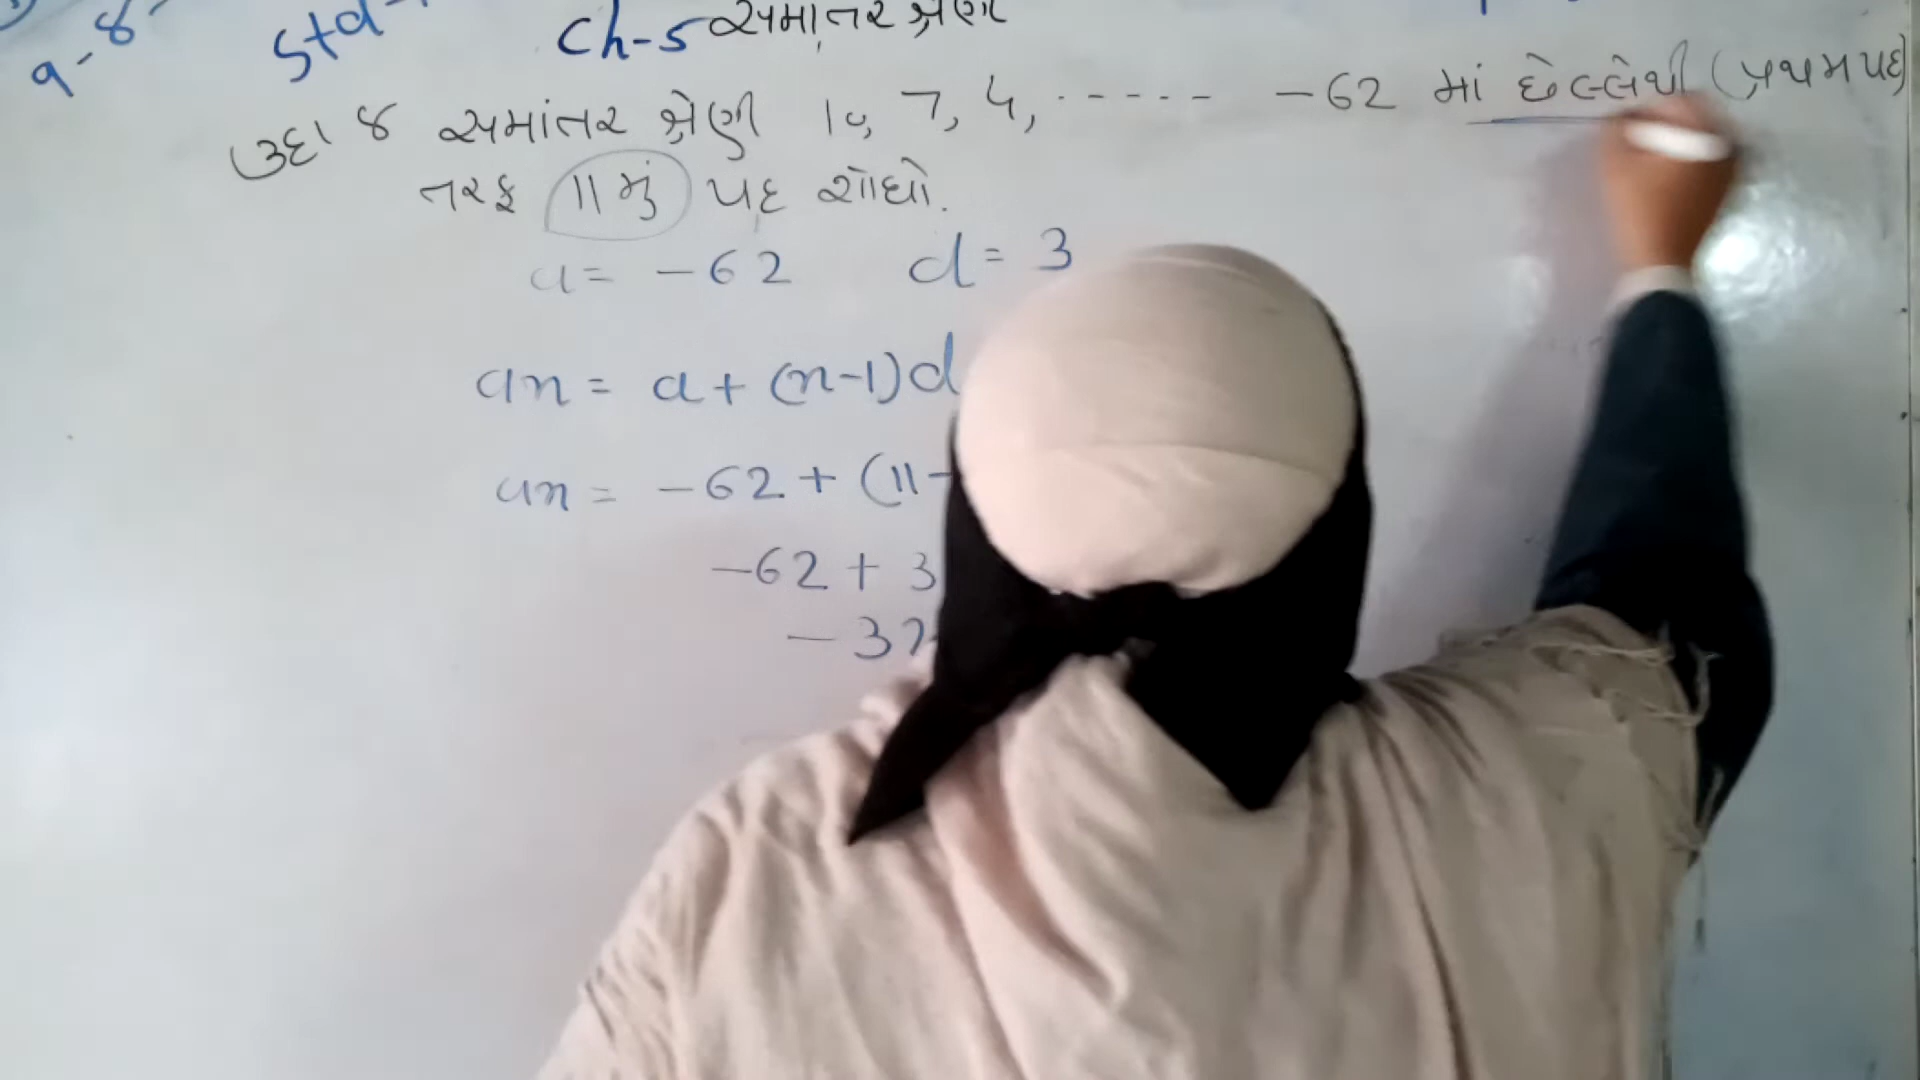 Std
Ch-5 સમાંતર શ્રેણી
ઉદા ૪ સમાંતર શ્રેણી 10, 7, 4, ----- -62 માં છેલ્લેથી (પ્રથમ પદ
તરફ 11 મું પદ શોધો.
a = -62 d = 3
an = a + (n-1)d
an = -62 + (11-
-62 + 3
- 32